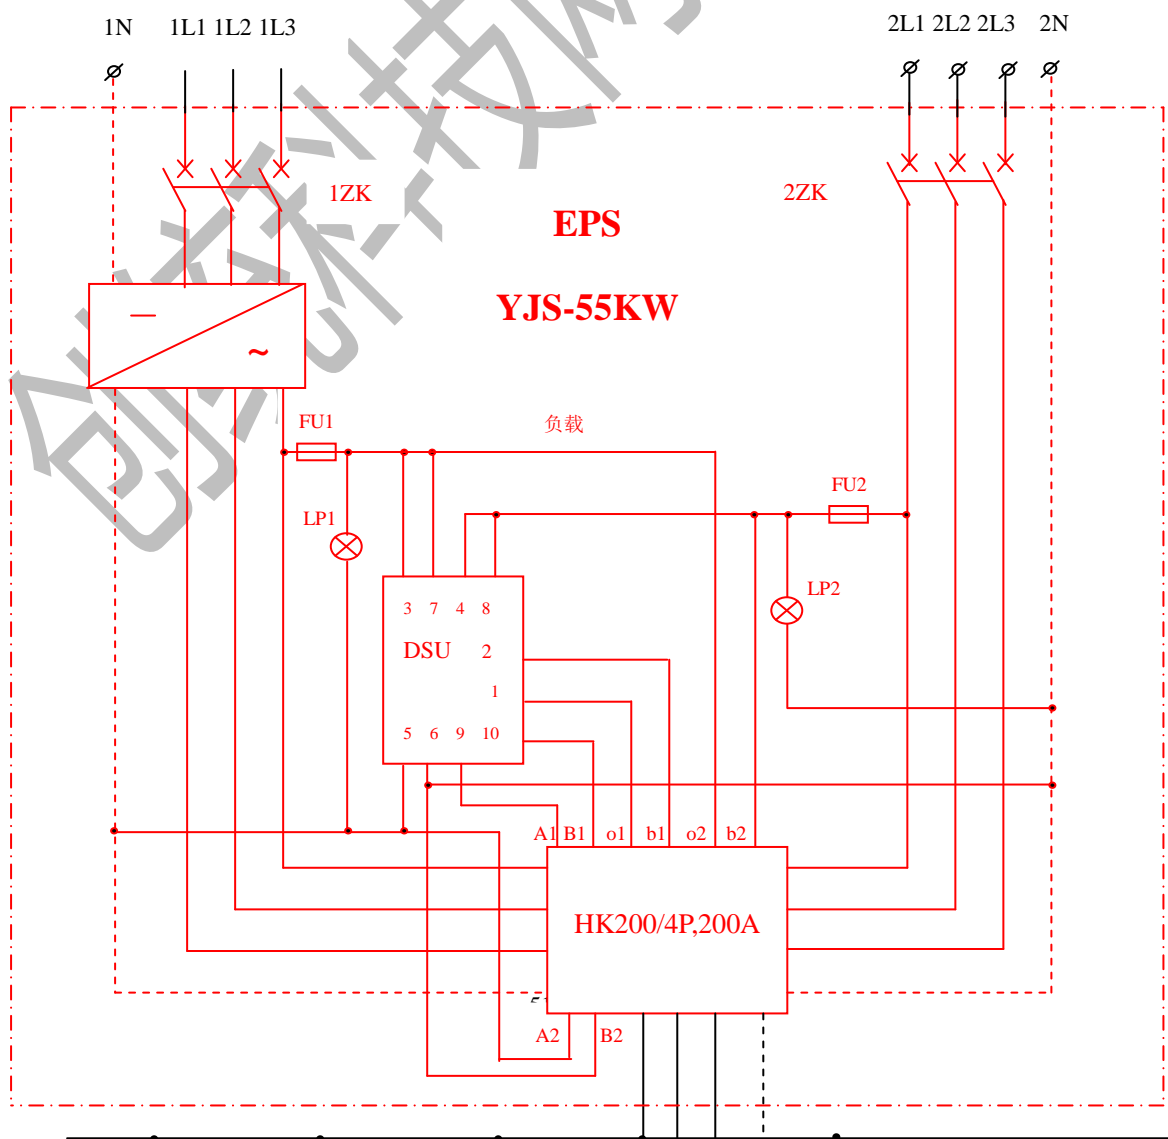 1N 1L1 1L2 1L3 2L1 2L2 2L3 2N
1ZK 2ZK
EPS
YJS-55KW
~
FU1 负载
FU2
LP1
LP2
3 7 4 8
DSU 2
1
5 6 9 10
A1 B1 o1 b1 o2 b2
HK200/4P,200A
A2 B2